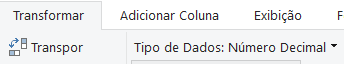 Transformar Adicionar Coluna Exibição F
Transpor Tipo de Dados: Número Decimal